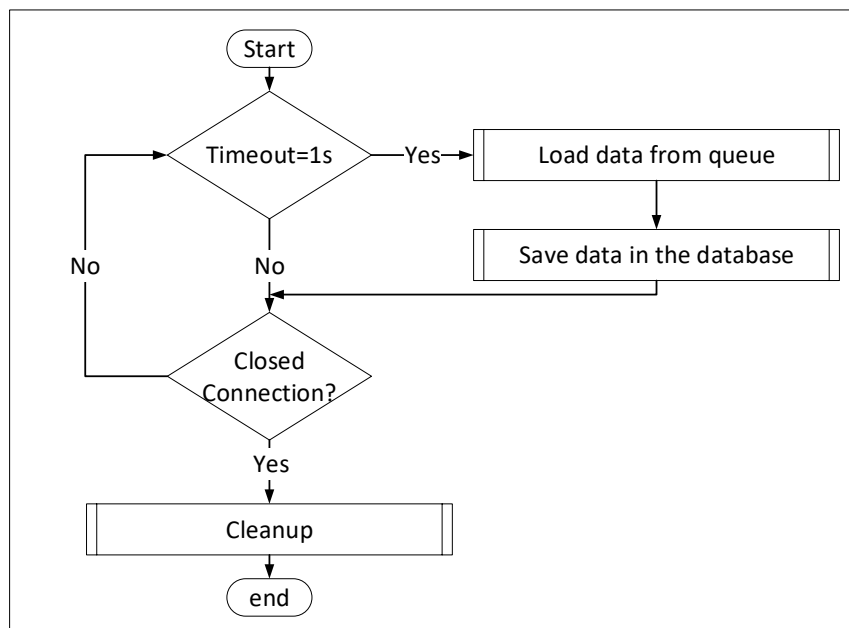 Start
Timeout=1s
Yes
Load data from queue
Save data in the database
No
No
Closed
Connection?
Yes
Cleanup
end